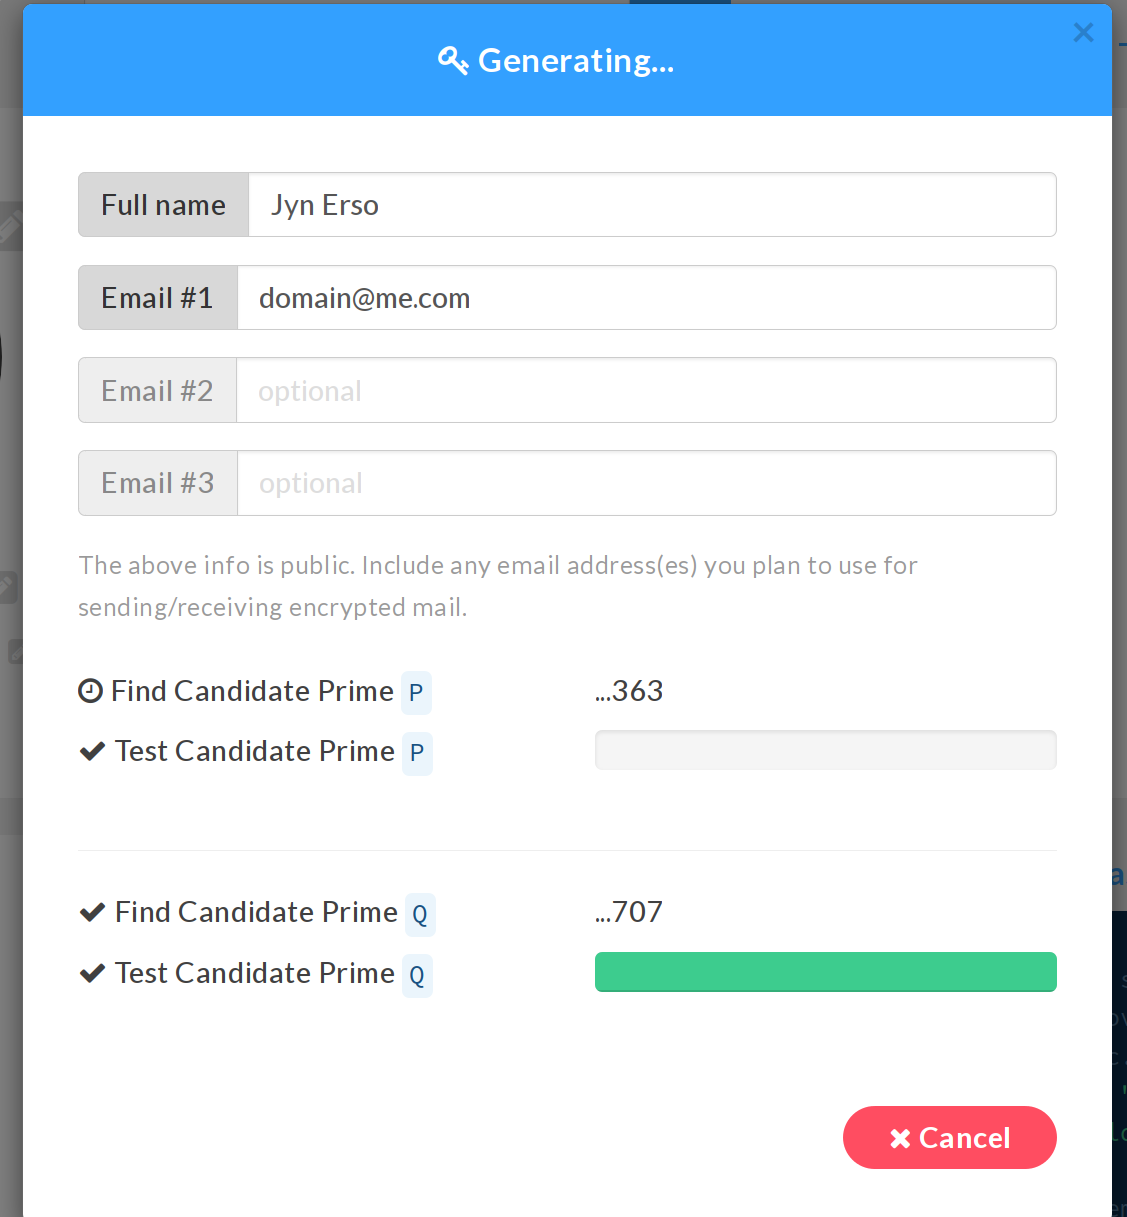 Generating...
Full name Jyn Erso
Email #1 domain@me.com
Email #2 optional
Email #3 optional
The above info is public. Include any email address(es) you plan to use for
sending/receiving encrypted mail.
Find Candidate Prime P ...363
Test Candidate Prime P
Find Candidate Prime Q ...707
Test Candidate Prime Q
Cancel